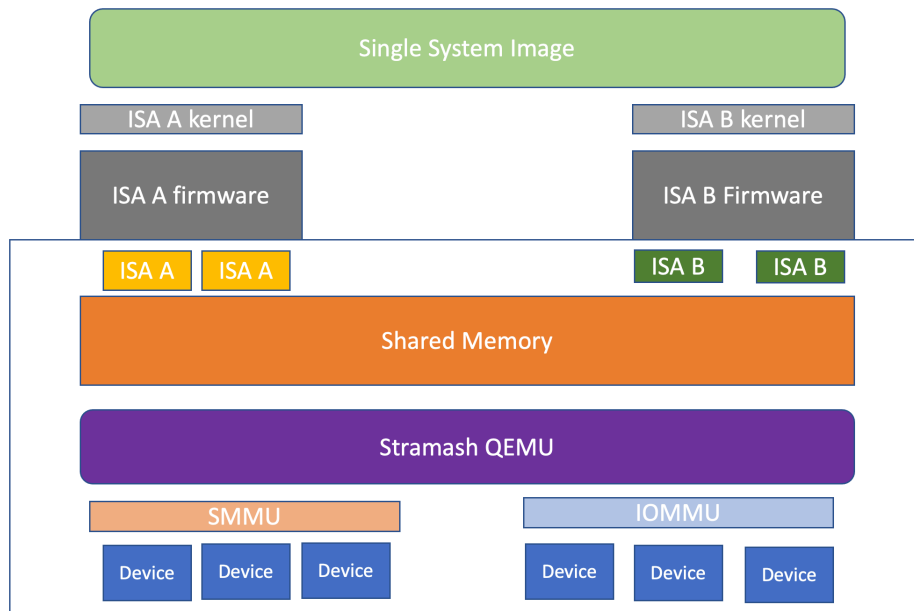 Single System Image
ISA A kernel
ISA B kernel
ISA A firmware
ISA B Firmware
ISA A
ISA A
ISA B
ISA B
Shared Memory
Stramash QEMU
SMMU
IOMMU
Device
Device
Device
Device
Device
Device